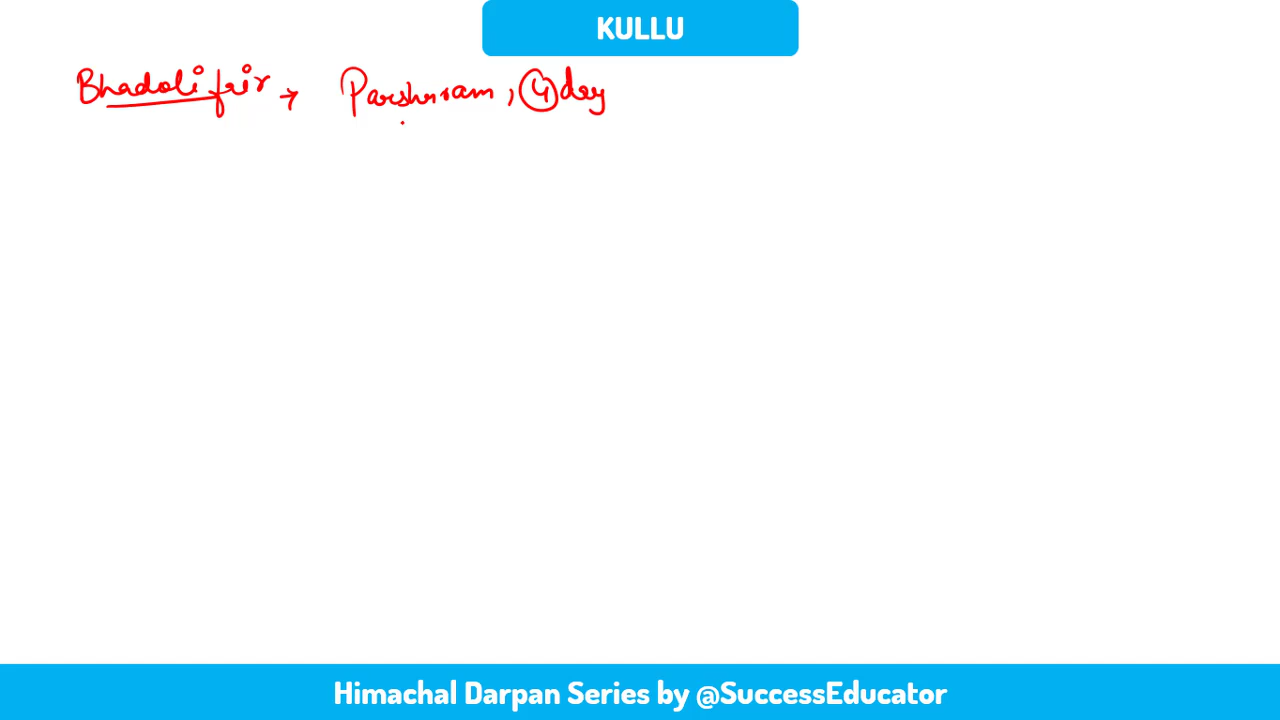 KULLU
Bhadoli fair → Parshuram, 4 day
Himachal Darpan Series by @SuccessEducator